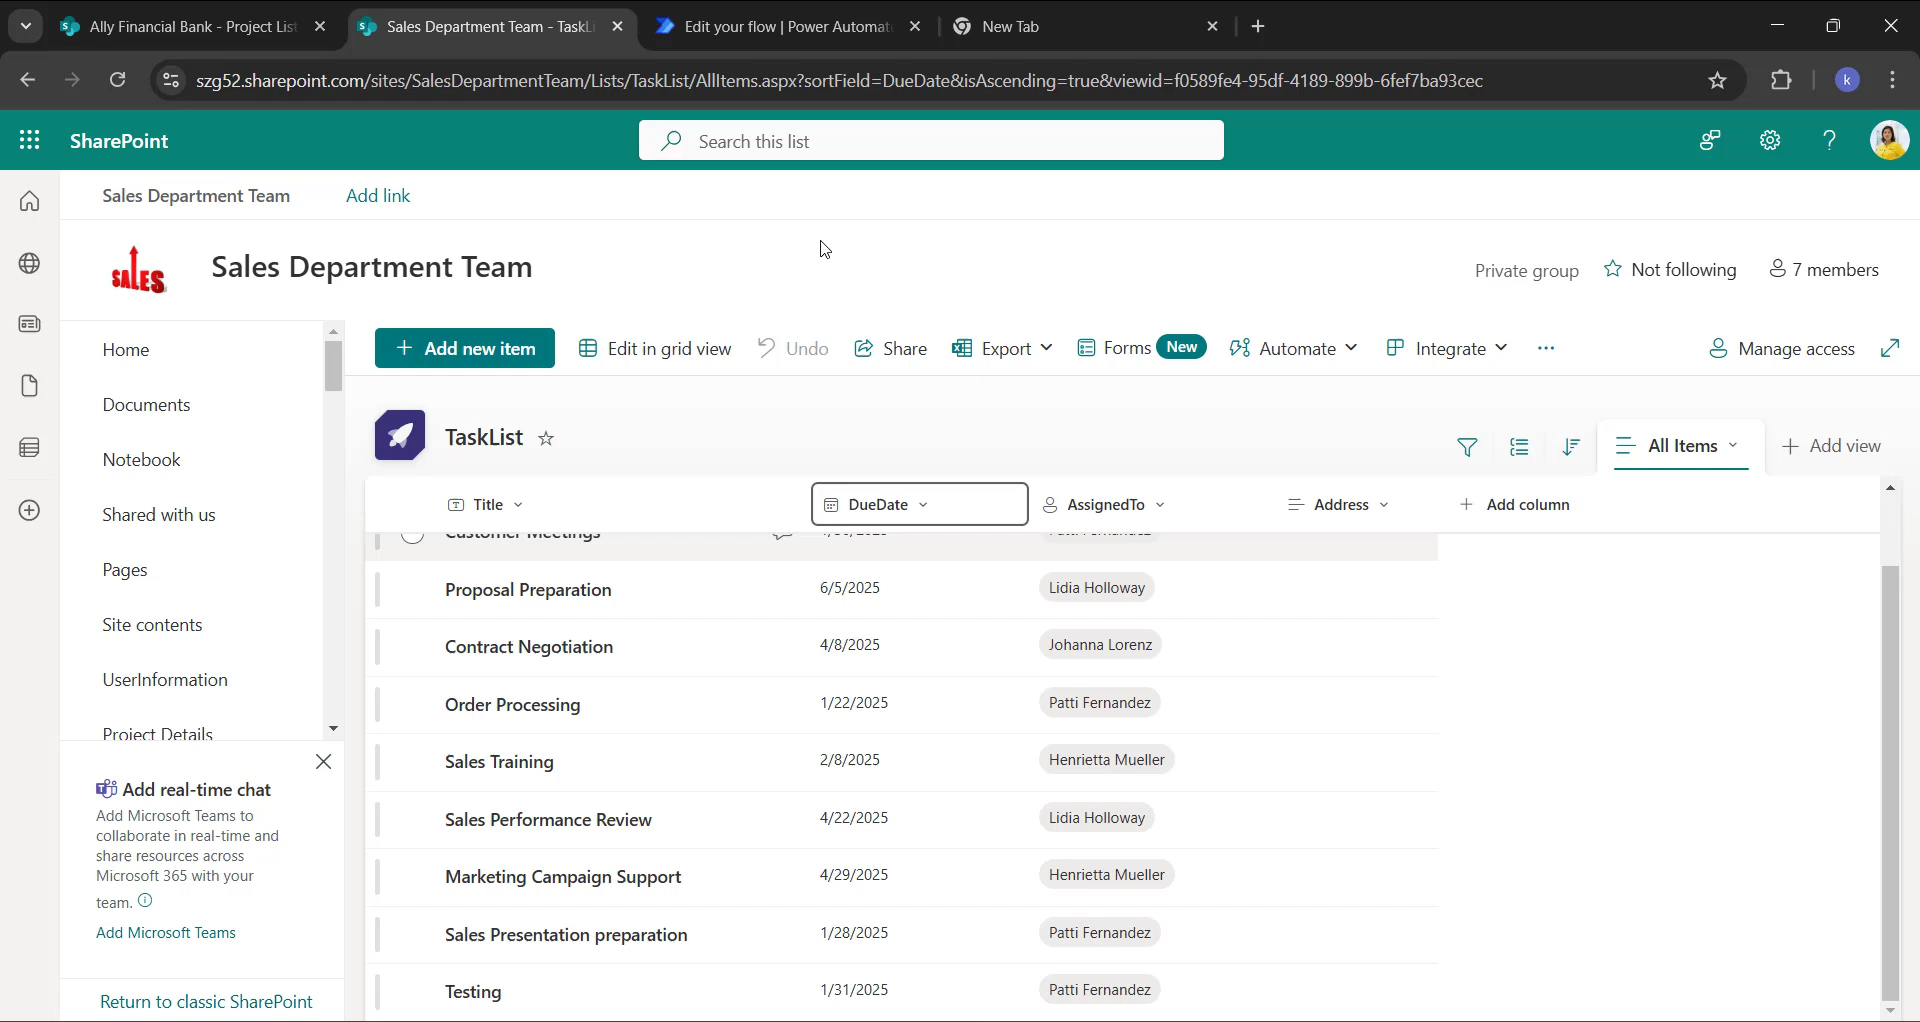 Ally Financial Bank - Project List
Sales Department Team - TaskLi
Edit your flow | Power Automat
New Tab
szg52.sharepoint.com/sites/SalesDepartmentTeam/Lists/TaskList/AllItems.aspx?sortField=DueDate&isAscending=true&viewid=f0589fe4-95df-4189-899b-6fef7ba93cec
k
SharePoint
Search this list
Sales Department Team
Add link
SALES
Sales Department Team
Private group
Not following
7 members
Home
Documents
Notebook
Shared with us
Pages
Site contents
UserInformation
Project Details
Add new item
Edit in grid view
Undo
Share
Export
Forms
New
Automate
Integrate
Manage access
TaskList
All Items
Add view
Title
DueDate
AssignedTo
Address
Add column
Customer Meetings
Proposal Preparation 6/5/2025 Lidia Holloway
Contract Negotiation 4/8/2025 Johanna Lorenz
Order Processing 1/22/2025 Patti Fernandez
Sales Training 2/8/2025 Henrietta Mueller
Sales Performance Review 4/22/2025 Lidia Holloway
Marketing Campaign Support 4/29/2025 Henrietta Mueller
Sales Presentation preparation 1/28/2025 Patti Fernandez
Testing 1/31/2025 Patti Fernandez
Add real-time chat
Add Microsoft Teams to
collaborate in real-time and
share resources across
Microsoft 365 with your
team.
Add Microsoft Teams
Return to classic SharePoint